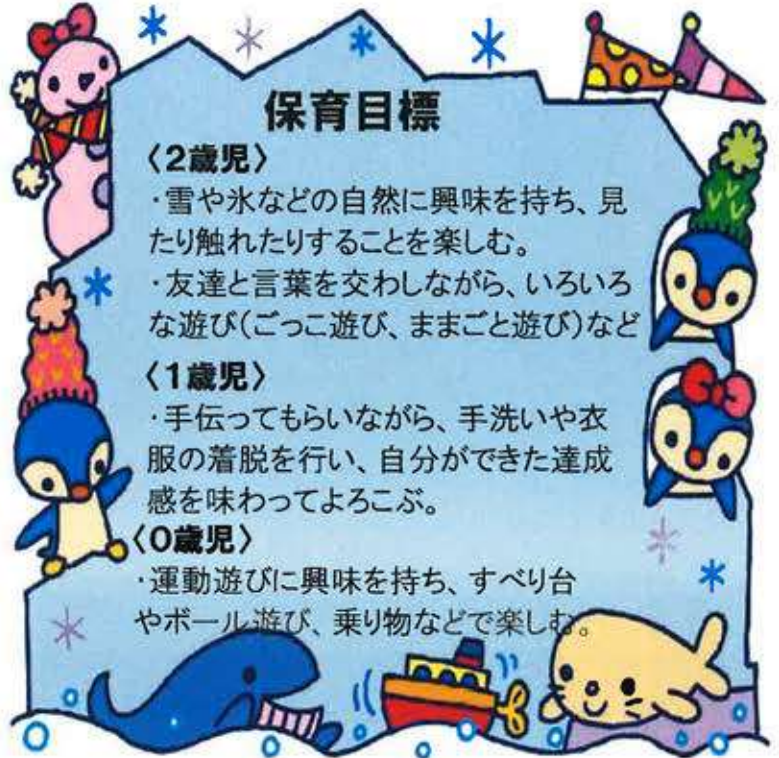 保育目標
〈2歳児〉
・雪や氷などの自然に興味を持ち、見
たり触れたりすることを楽しむ。
・友達と言葉を交わしながら、いろいろ
な遊び(ごっこ遊び、ままごと遊び)など
〈1歳児〉
・手伝ってもらいながら、手洗いや衣
服の着脱を行い、自分ができた達成
感を味わってよろこぶ。
〈0歳児〉
・運動遊びに興味を持ち、すべり台
やボール遊び、乗り物などで楽しむ。